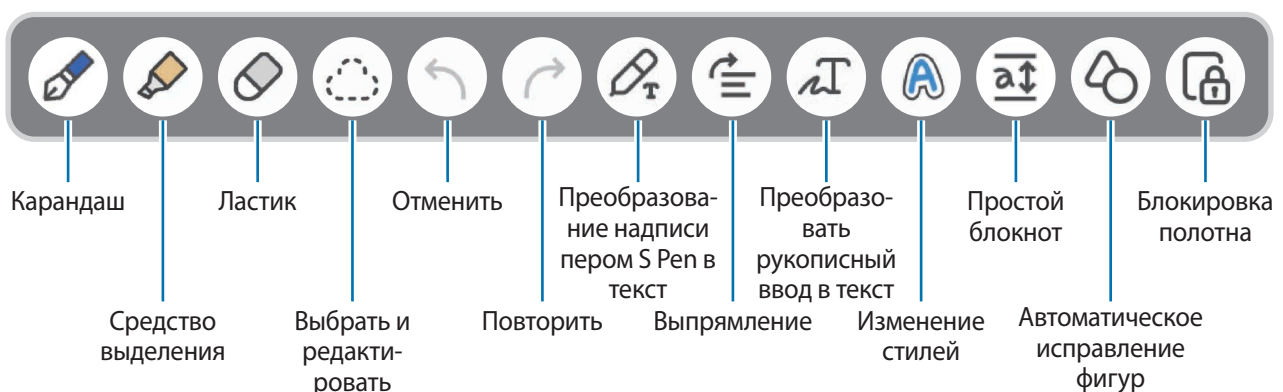 Карандаш
Ластик
Отменить
Преобразова-
ние надписи
пером S Pen в
текст
Преобразо-
вать
рукописный
ввод в текст
Простой
блокнот
Блокировка
полотна
Средство
выделения
Выбрать и
редакти-
ровать
Повторить
Выпрямление
Изменение
стилей
Автоматическое
исправление
фигур